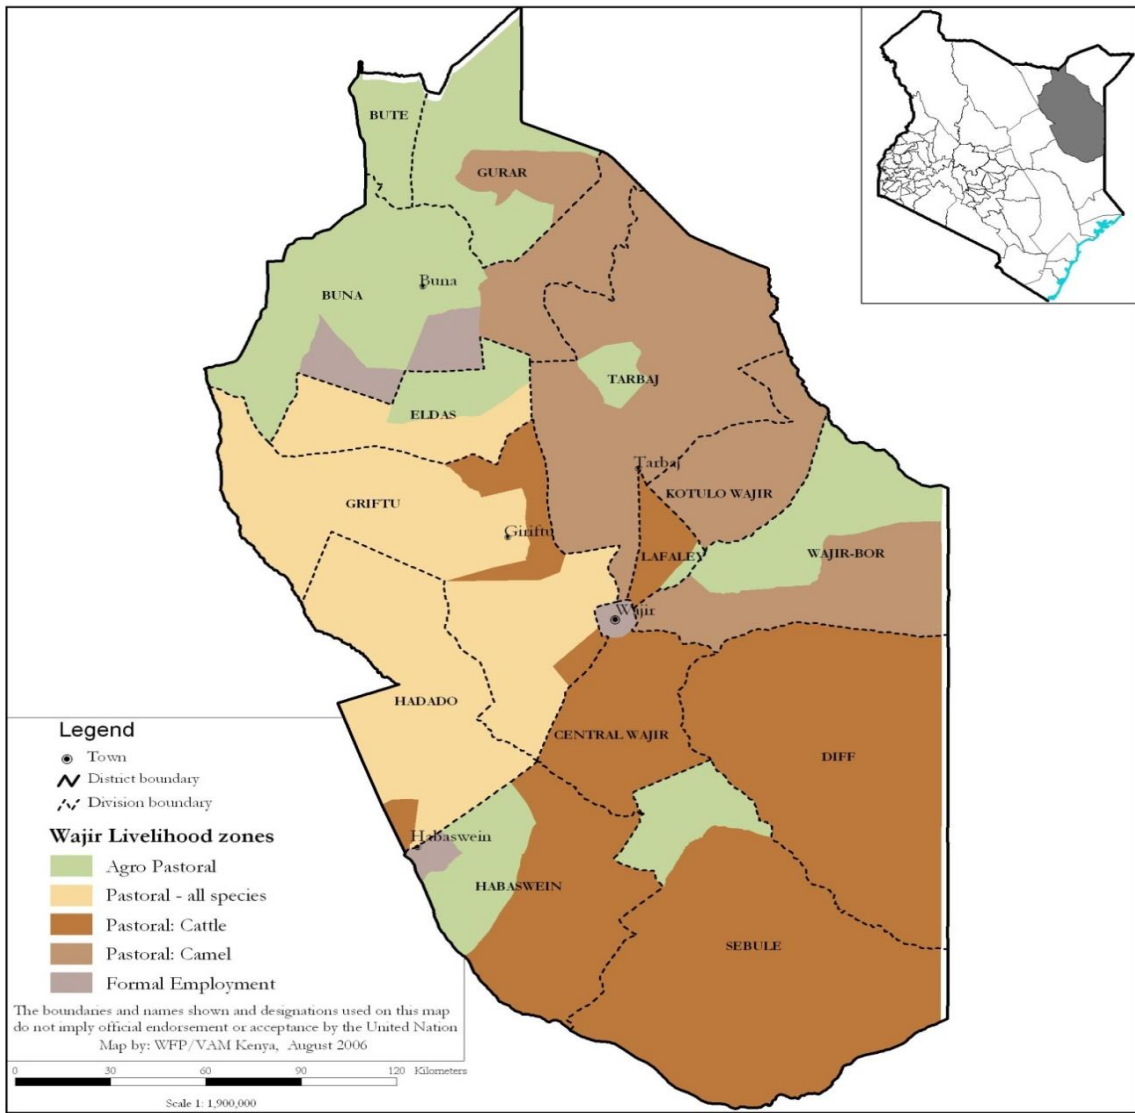 BUTE
GURAR
Buna
BUNA
TARBAJ
ELDAS
Tarbaj
KOTULO WAJIR
GRIFTU
Giriftu
LAFALEY
WAJIR-BOR
Wajir
HADADO
CENTRAL WAJIR
DIFF
Habaswein
HABASWEIN
SEBULE
Legend
Town
District boundary
Division boundary
Wajir Livelihood zones
Agro Pastoral
Pastoral - all species
Pastoral: Cattle
Pastoral: Camel
Formal Employment
The boundaries and names shown and designations used on this map
do not imply official endorsement or acceptance by the United Nation
Map by: WFP/VAM Kenya, August 2006
0 30 60 90 120 Kilometers
Scale 1: 1,900,000